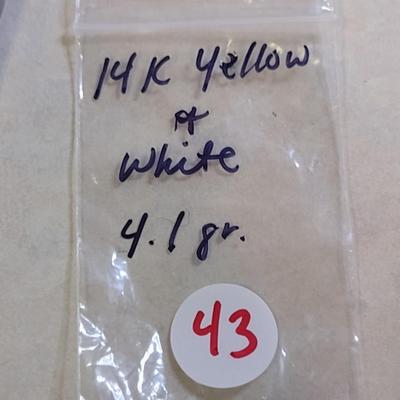 14K Yellow
&
White
4.1 gr.
43